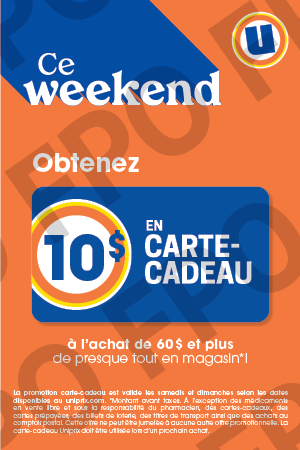 Ce
weekend
U
Obtenez
10$
EN
CARTE-
CADEAU
à l'achat de 60$ et plus
de presque tout en magasin*!
La promotion carte-cadeau est valide les samedis et dimanches selon les dates
disponibles au uniprix.com. *Montant avant taxes. À l'exception des médicaments
en vente libre et sous la responsabilité du pharmacien, des cartes-cadeaux, des
cartes prépayées, des billets de loterie, des titres de transport ainsi que des achats au
comptoir postal. Cette offre ne peut être jumelée à aucune autre offre promotionnelle. La
carte-cadeau Uniprix doit être utilisée lors d'un prochain achat.